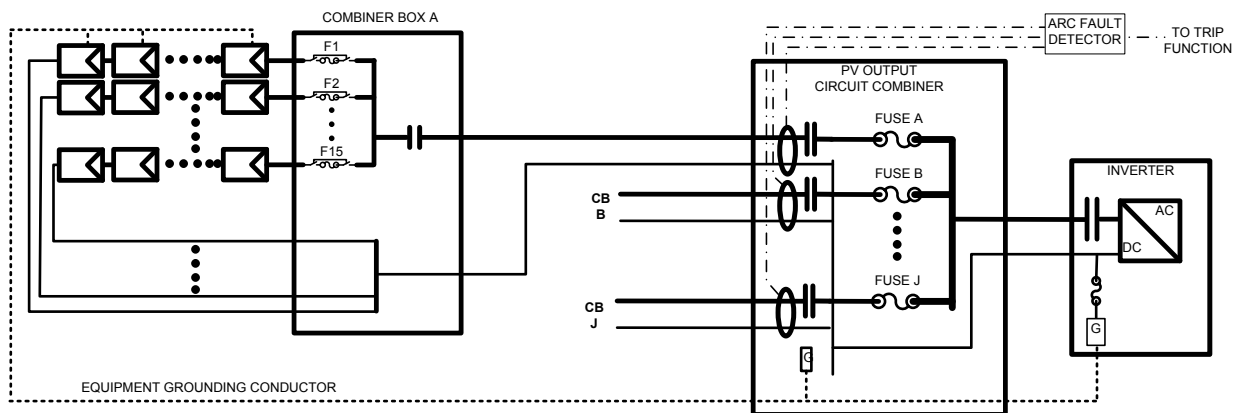 COMBINER BOX A
ARC FAULT
DETECTOR
TO TRIP
FUNCTION
F1
F2
F15
PV OUTPUT
CIRCUIT COMBINER
FUSE A
FUSE B
FUSE J
CB
B
CB
J
INVERTER
AC
DC
G
G
EQUIPMENT GROUNDING CONDUCTOR